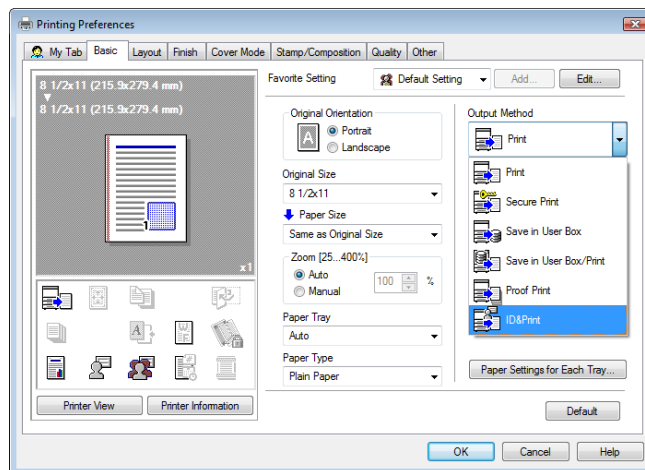 Printing Preferences
My Tab Basic Layout Finish Cover Mode Stamp/Composition Quality Other
8 1/2x11 (215.9x279.4 mm)
8 1/2x11 (215.9x279.4 mm)
1
x1
Printer View Printer Information
Favorite Setting Default Setting Add... Edit...
Original Orientation
A
Portrait
Landscape
Original Size
8 1/2x11
Paper Size
Same as Original Size
Zoom [25...400%]
Auto
Manual
100 %
Paper Tray
Auto
Paper Type
Plain Paper
Output Method
Print
Print
Secure Print
Save in User Box
Save in User Box/Print
Proof Print
ID&Print
Paper Settings for Each Tray...
Default
OK Cancel Help